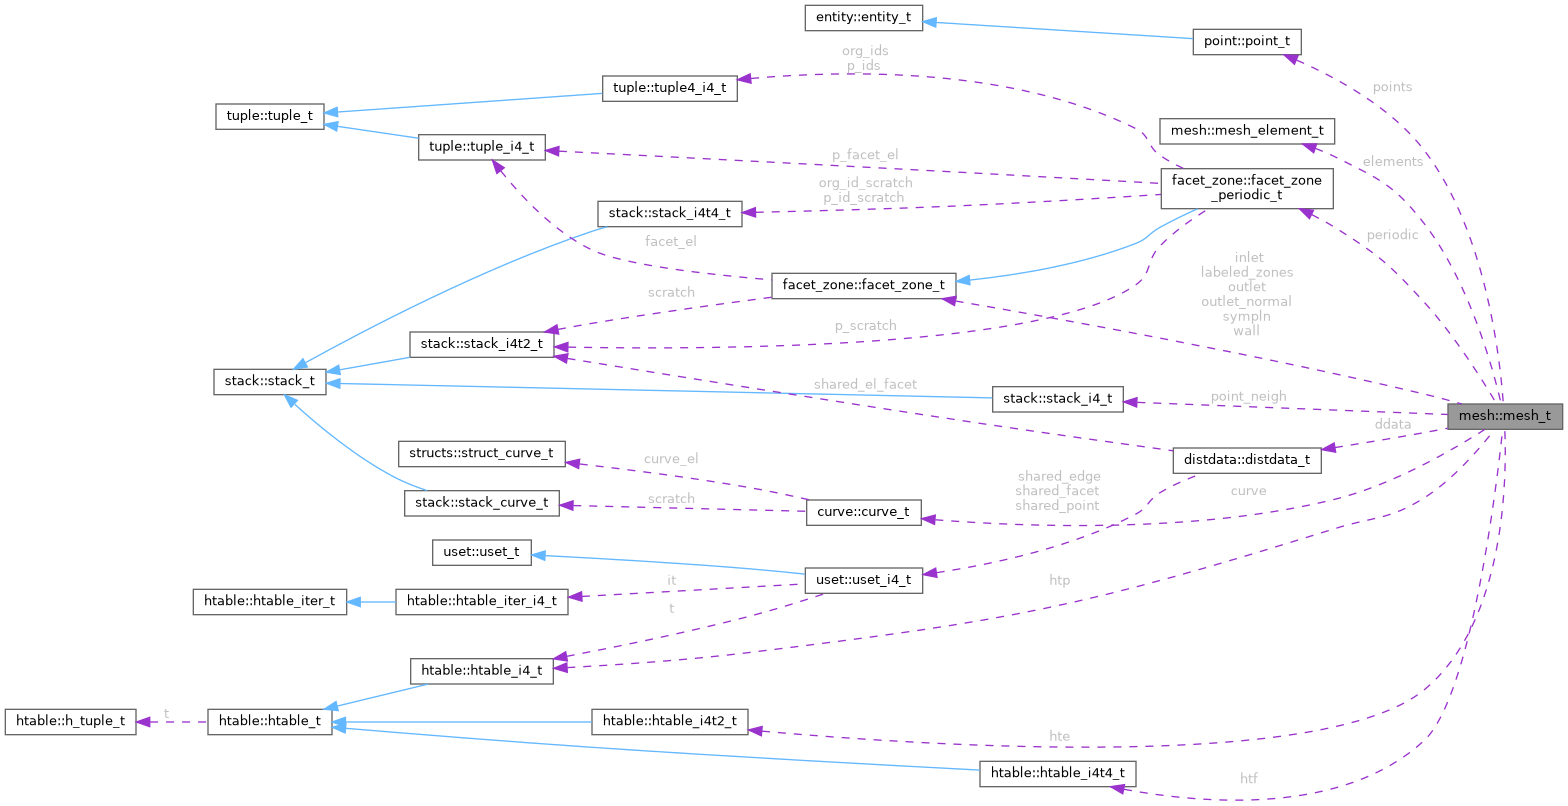 entity::entity_t
point::point_t
org_ids
p_ids
tuple::tuple4_i4_t
points
tuple::tuple_t
mesh::mesh_element_t
tuple::tuple_i4_t
p_facet_el
elements
facet_zone::facet_zone
_periodic_t
org_id_scratch
p_id_scratch
stack::stack_i4t4_t
facet_el
periodic
inlet
labeled_zones
outlet
outlet_normal
sympln
wall
facet_zone::facet_zone_t
scratch
p_scratch
stack::stack_i4t2_t
stack::stack_t
shared_el_facet
stack::stack_i4_t
point_neigh
mesh::mesh_t
ddata
structs::struct_curve_t
curve_el
distdata::distdata_t
stack::stack_curve_t
scratch
shared_edge
shared_facet
shared_point
curve
curve::curve_t
uset::uset_t
uset::uset_i4_t
it
htp
htable::htable_iter_t
htable::htable_iter_i4_t
t
htable::htable_i4_t
htable::h_tuple_t
t
htable::htable_t
htable::htable_i4t2_t
hte
htable::htable_i4t4_t
htf